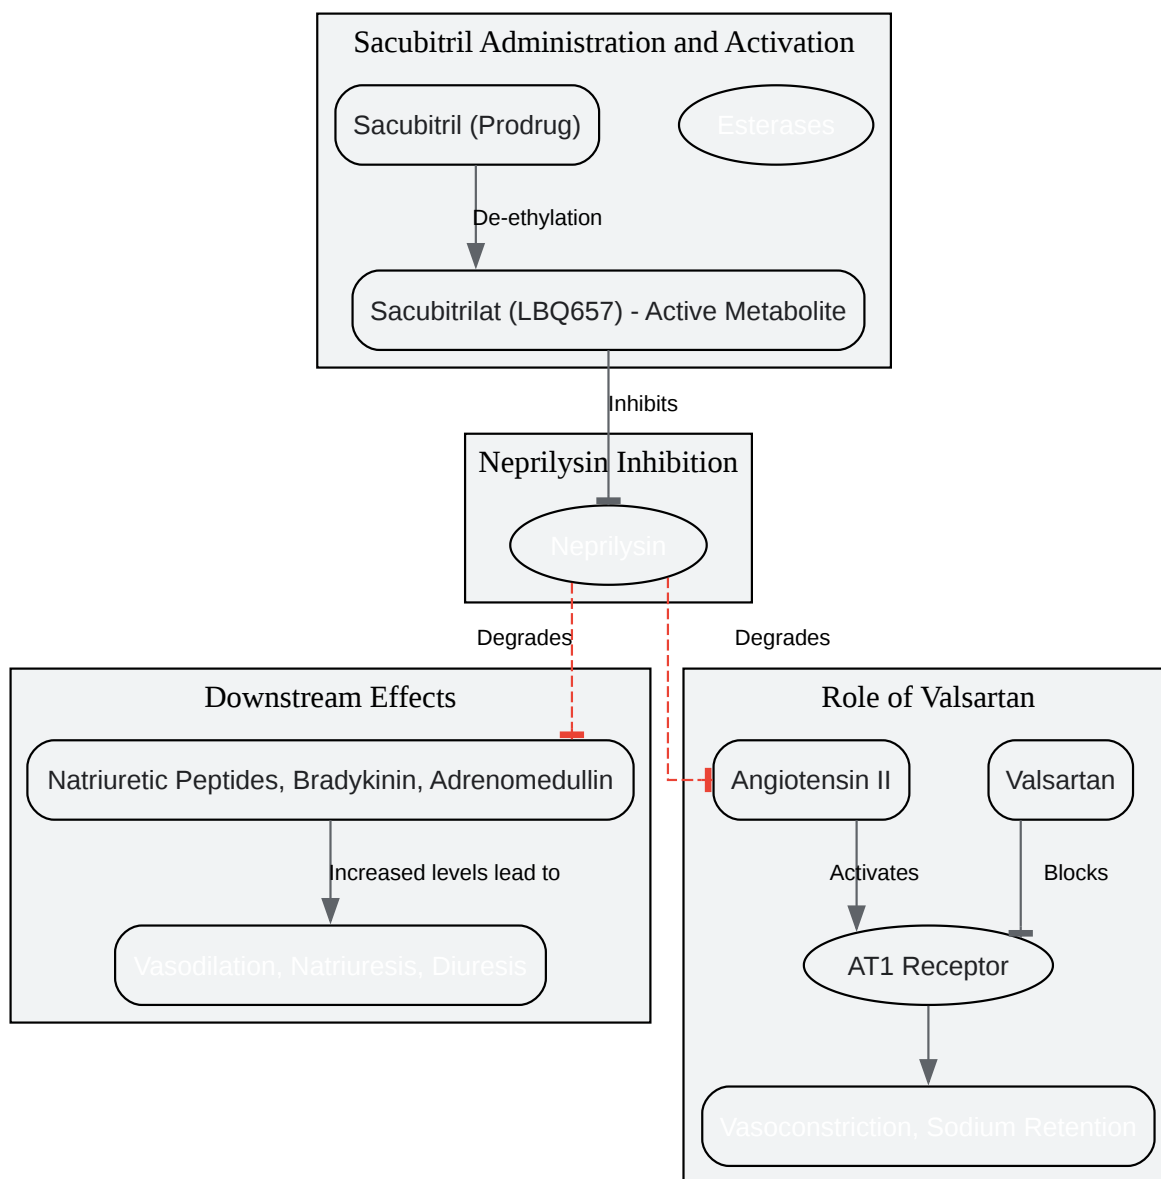 Sacubitril Administration and Activation
Sacubitril (Prodrug)
Esterases
De-ethylation
Sacubitrilat (LBQ657) - Active Metabolite
Inhibits
Neprilysin Inhibition
Neprilysin
Degrades
Degrades
Downstream Effects
Natriuretic Peptides, Bradykinin, Adrenomedullin
Increased levels lead to
Vasodilation, Natriuresis, Diuresis
Role of Valsartan
Angiotensin II
Valsartan
Activates
Blocks
AT1 Receptor
Vasoconstriction, Sodium Retention